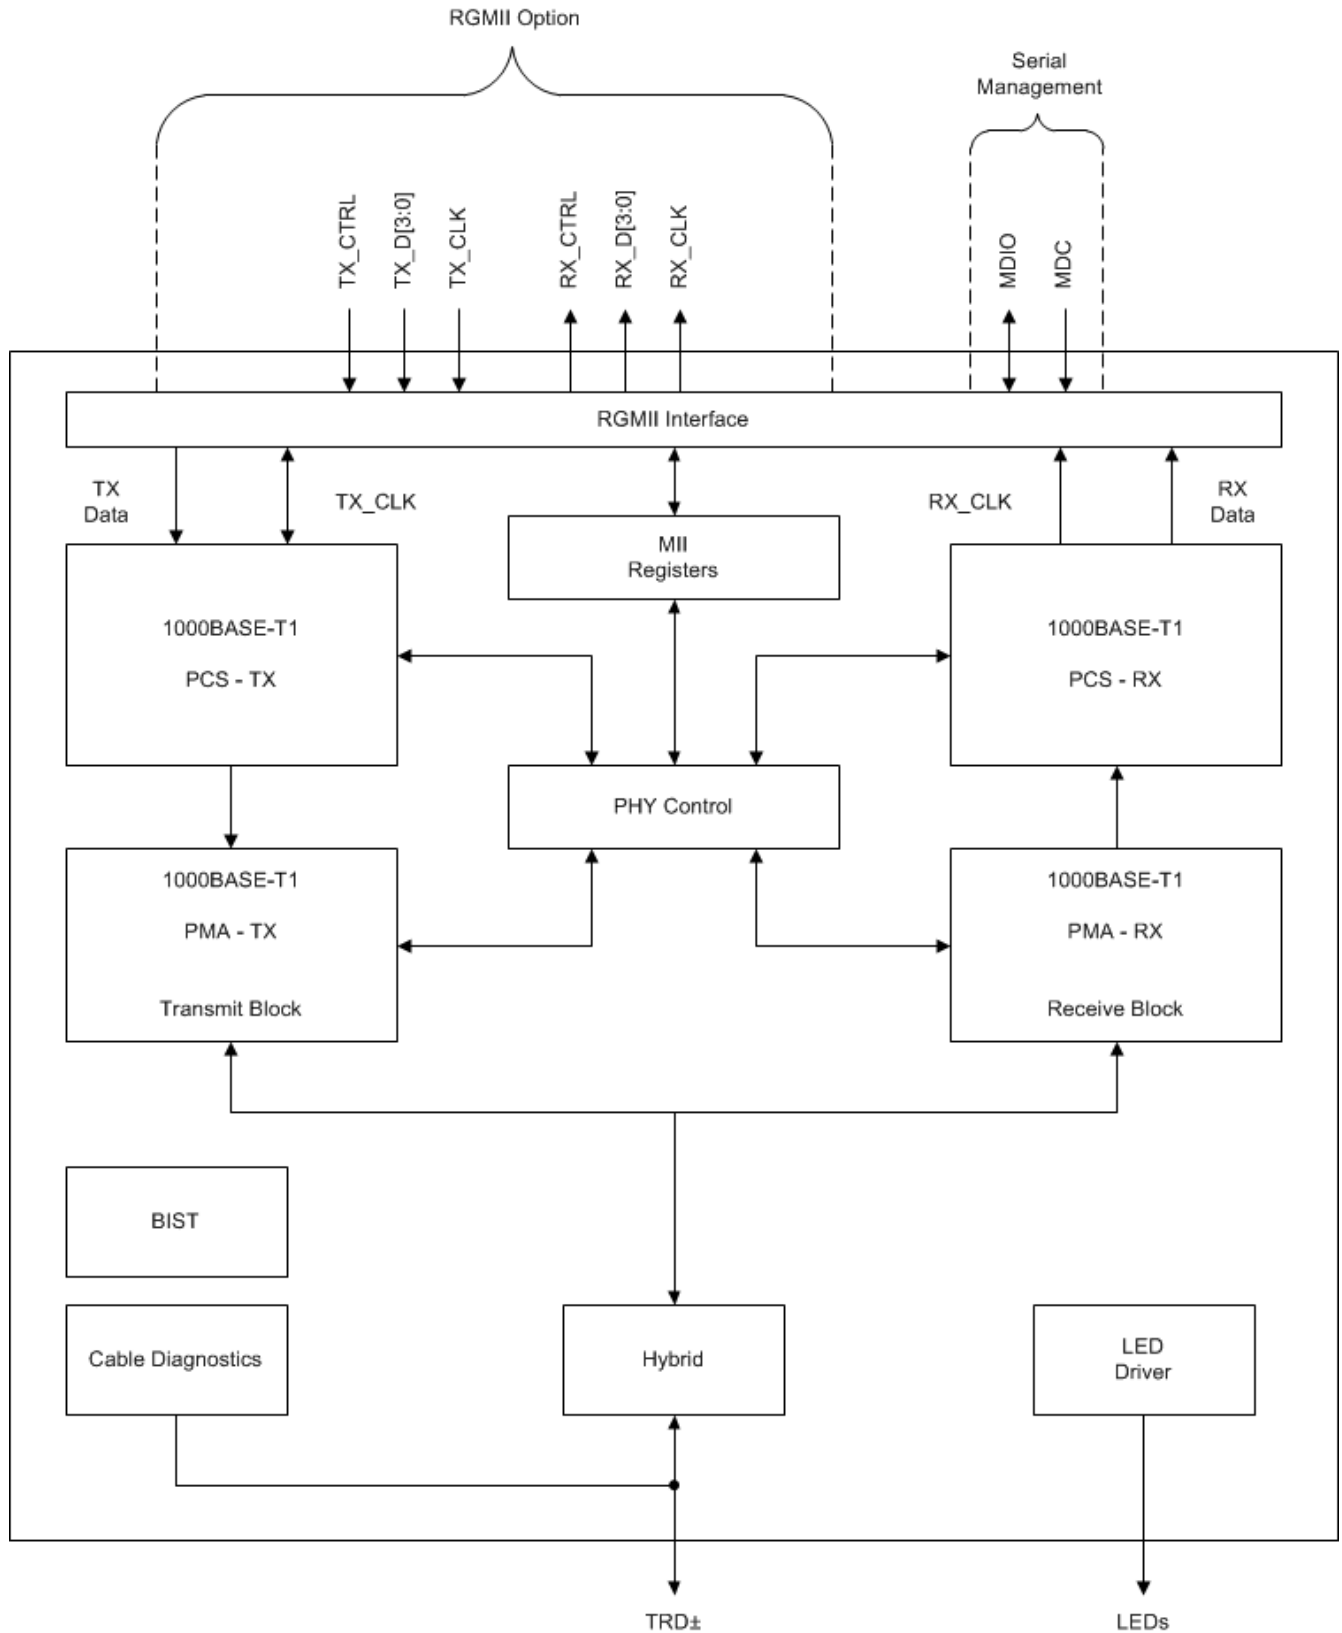 RGMII Option
Serial
Management
TX_CTRL
TX_D[3:0]
TX_CLK
RX_CTRL
RX_D[3:0]
RX_CLK
MDIO
MDC
RGMII Interface
TX
Data
TX_CLK
RX_CLK
RX
Data
MII
Registers
1000BASE-T1
PCS - TX
1000BASE-T1
PCS - RX
PHY Control
1000BASE-T1
PMA - TX
Transmit Block
1000BASE-T1
PMA - RX
Receive Block
BIST
Cable Diagnostics
Hybrid
LED
Driver
TRD±
LEDs